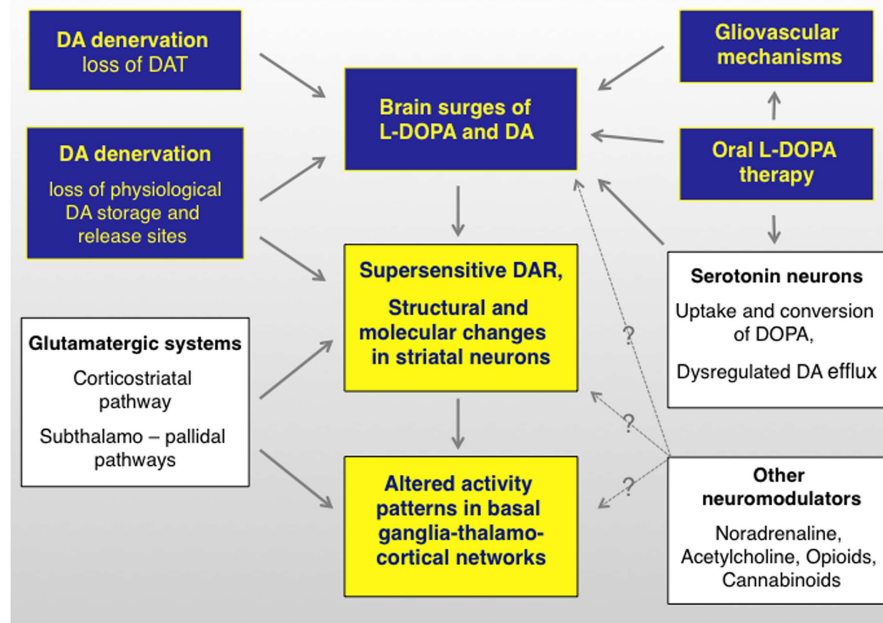 DA denervation
loss of DAT
Gliovascular
mechanisms
Brain surges of
L-DOPA and DA
DA denervation
loss of physiological
DA storage and
release sites
Oral L-DOPA
therapy
Supersensitive DAR,
Structural and
molecular changes
in striatal neurons
Serotonin neurons
Uptake and conversion
of DOPA,
Dysregulated DA efflux
Glutamatergic systems
Corticostriatal
pathway
Subthalamo – pallidal
pathways
?
?
?
Altered activity
patterns in basal
ganglia-thalamo-
cortical networks
Other
neuromodulators
Noradrenaline,
Acetylcholine, Opioids,
Cannabinoids